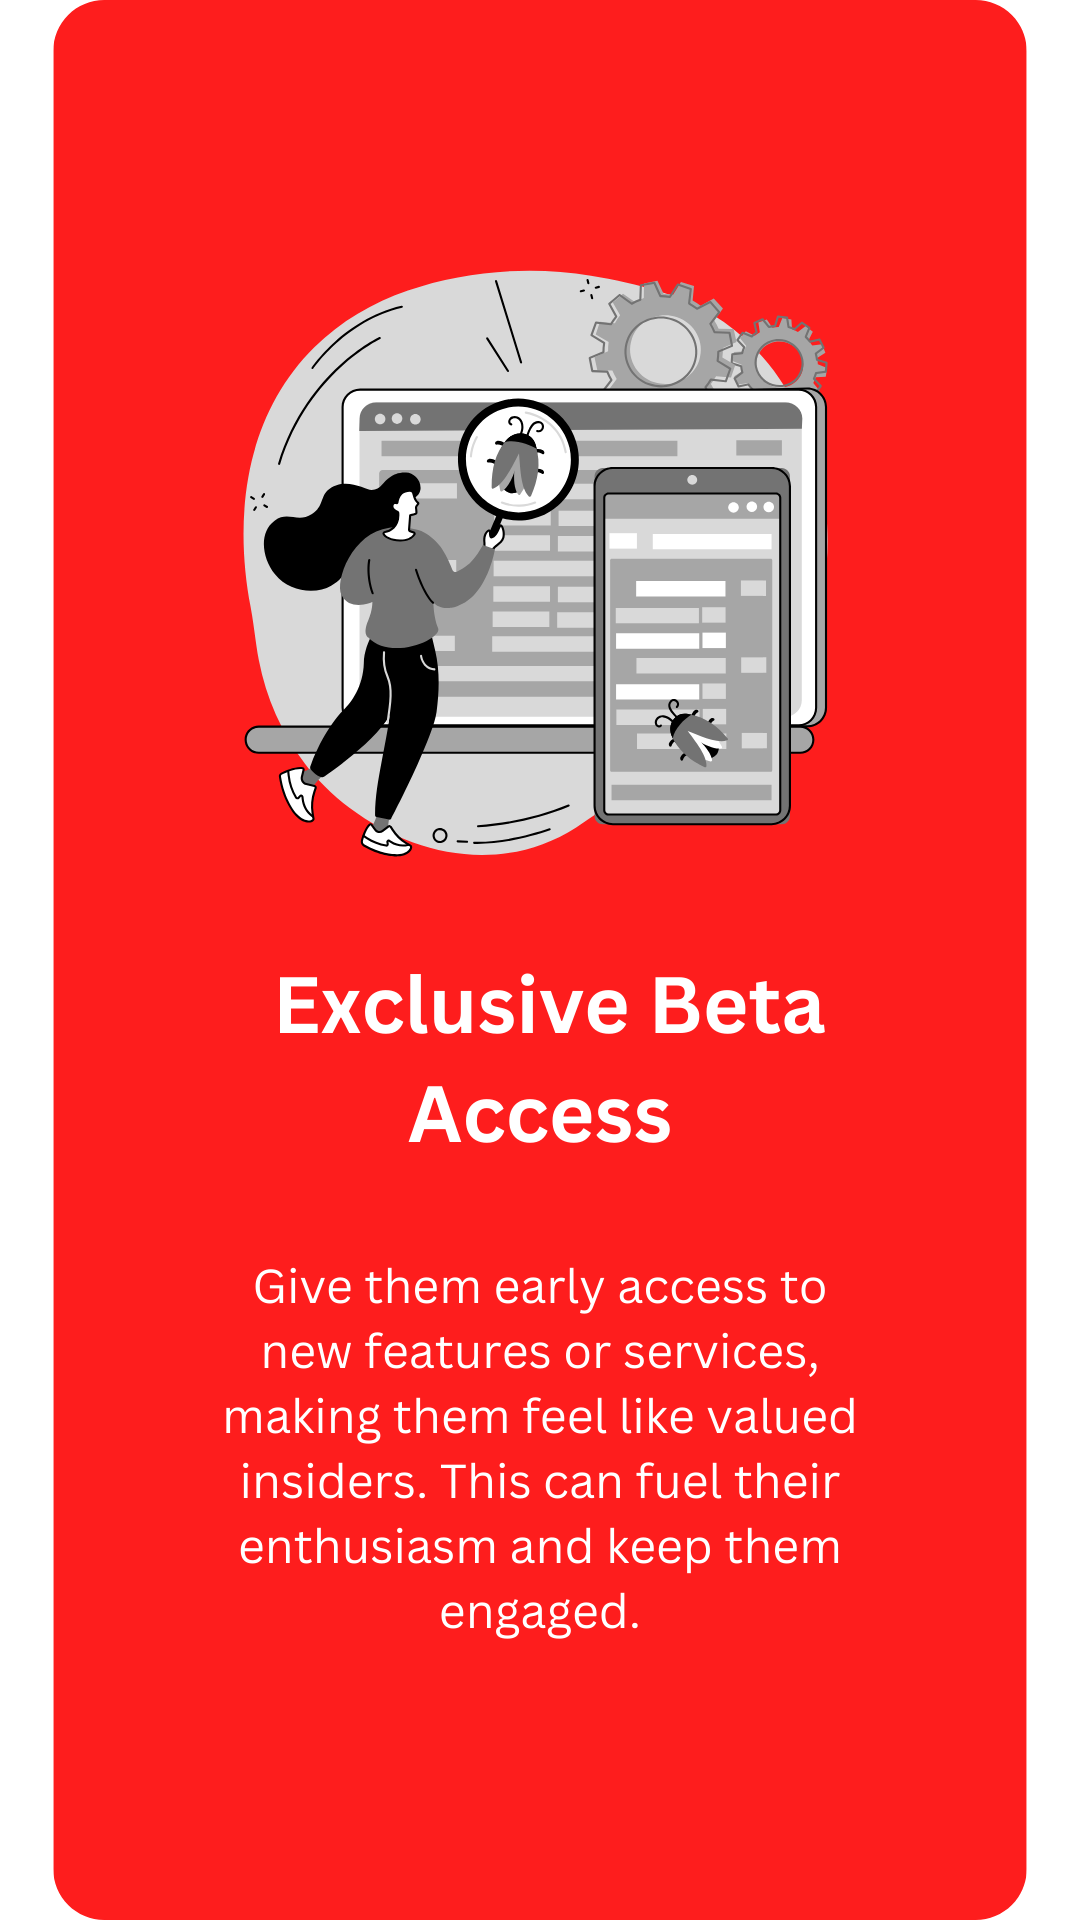 Exclusive Beta
Access
Give them early access to
new features or services,
making them feel like valued
insiders. This can fuel their
enthusiasm and keep them
engaged.